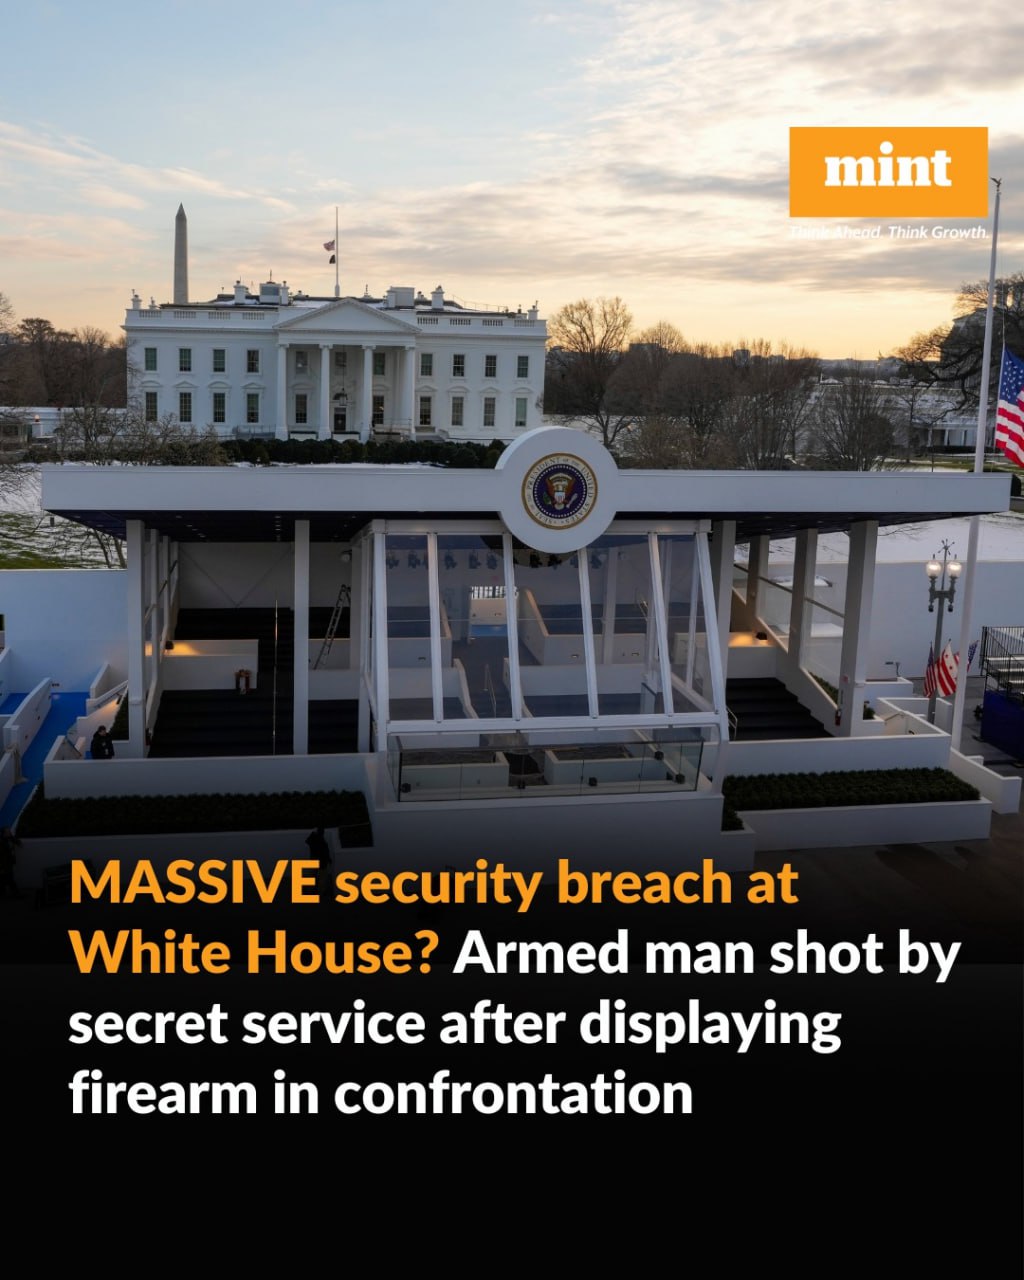 mint
Think Ahead. Think Growth.
MASSIVE security breach at
White House? Armed man shot by
secret service after displaying
firearm in confrontation